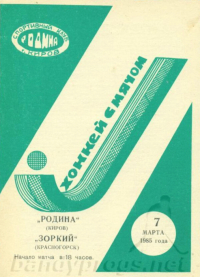 СПОРТИВНЫЙ КЛУБ
РОДИНА
г. КИРОВ
ХОККЕЙ С МЯЧОМ
„РОДИНА“
(КИРОВ)
„ЗОРКИЙ“
(КРАСНОГОРСК)
Начало матча в 16 часов.
7
МАРТА
1985 года
bandypust.net